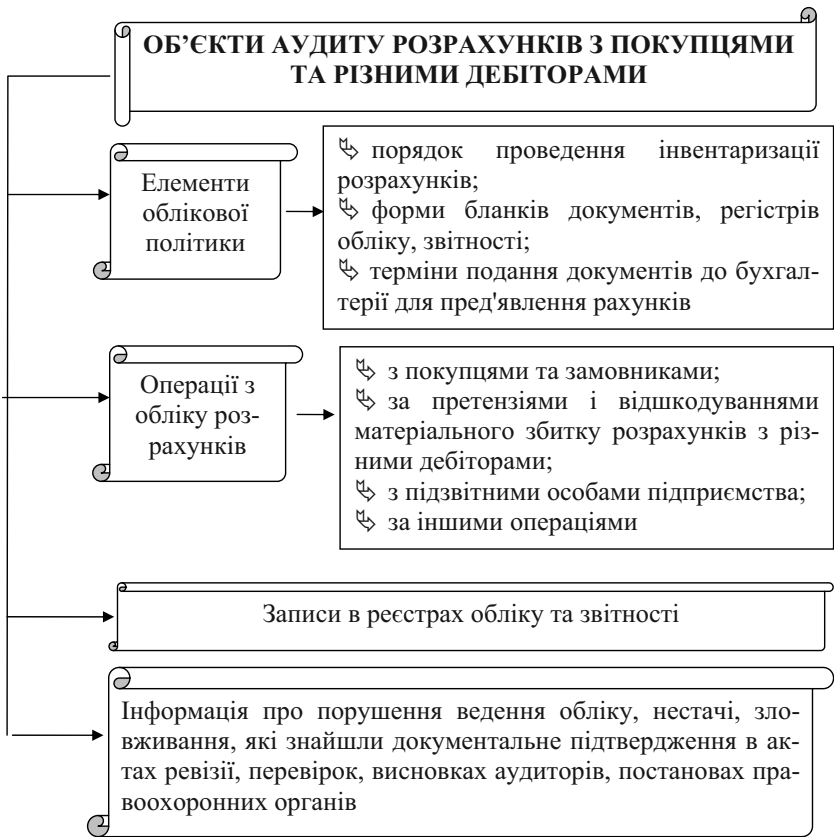 ОБ’ЄКТИ АУДИТУ РОЗРАХУНКІВ З ПОКУПЦЯМИ
ТА РІЗНИМИ ДЕБІТОРАМИ
Елементи
облікової
політики
порядок проведення інвентаризації
розрахунків;
форми бланків документів, регістрів
обліку, звітності;
терміни подання документів до бухгал-
терії для пред'явлення рахунків
Операції з
обліку роз-
рахунків
з покупцями та замовниками;
за претензіями і відшкодуваннями
матеріального збитку розрахунків з різ-
ними дебіторами;
з підзвітними особами підприємства;
за іншими операціями
Записи в реєстрах обліку та звітності
Інформація про порушення ведення обліку, нестачі, зло-
вживання, які знайшли документальне підтвердження в ак-
тах ревізії, перевірок, висновках аудиторів, постановах пра-
воохоронних органів